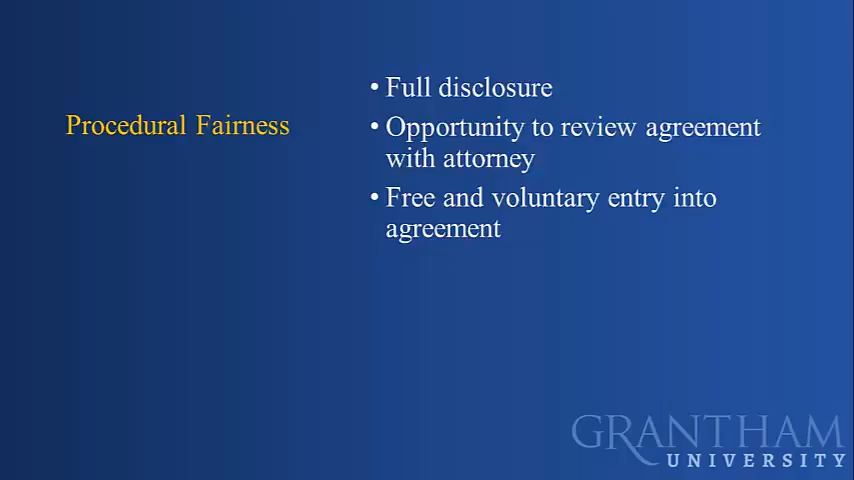 Procedural Fairness
• Full disclosure
• Opportunity to review agreement
with attorney
• Free and voluntary entry into
agreement
GRANTHAM
UNIVERSITY